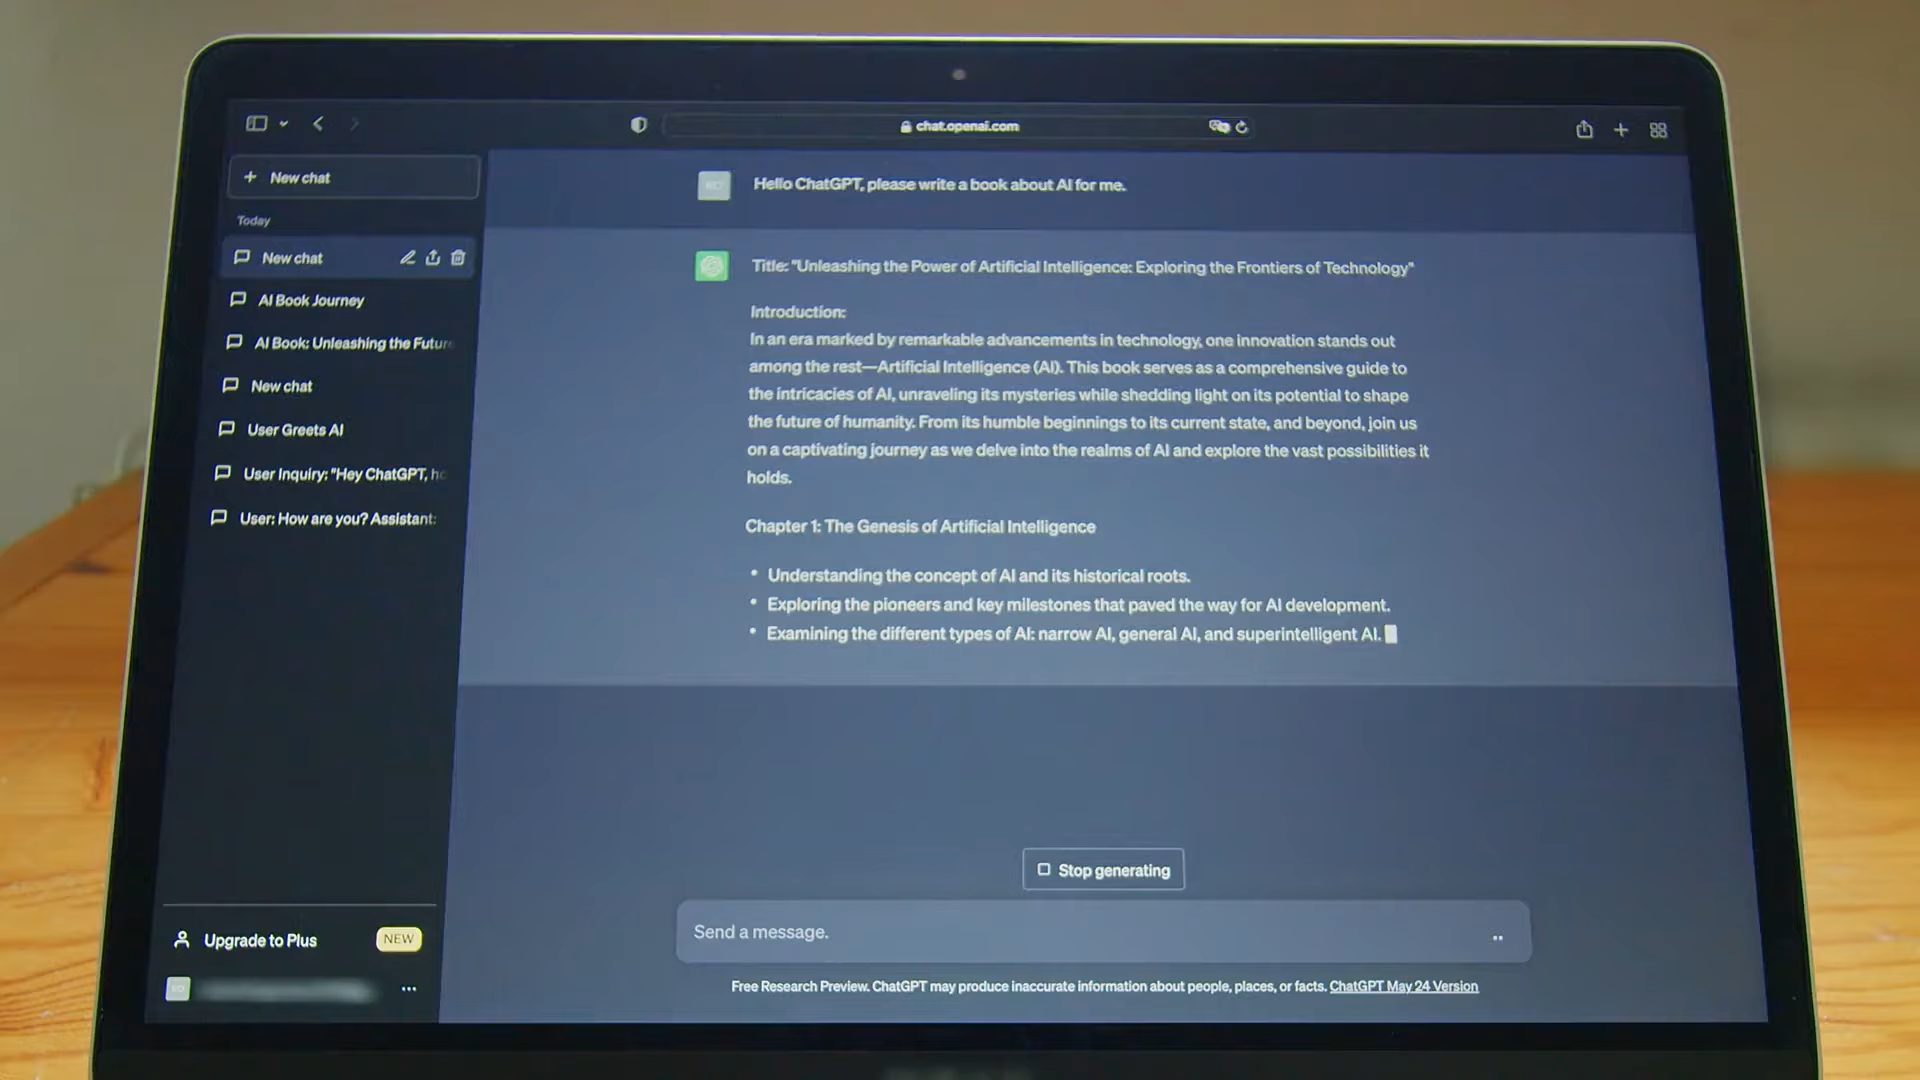 chat.openai.com
New chat
Today
New chat
AI Book Journey
AI Book: Unleashing the Future
New chat
User Greets AI
User Inquiry: "Hey ChatGPT, ho
User: How are you? Assistant:
Upgrade to Plus NEW
Hello ChatGPT, please write a book about AI for me.
Title: "Unleashing the Power of Artificial Intelligence: Exploring the Frontiers of Technology"
Introduction:
In an era marked by remarkable advancements in technology, one innovation stands out
among the rest—Artificial Intelligence (AI). This book serves as a comprehensive guide to
the intricacies of AI, unraveling its mysteries while shedding light on its potential to shape
the future of humanity. From its humble beginnings to its current state, and beyond, join us
on a captivating journey as we delve into the realms of AI and explore the vast possibilities it
holds.
Chapter 1: The Genesis of Artificial Intelligence
• Understanding the concept of AI and its historical roots.
• Exploring the pioneers and key milestones that paved the way for AI development.
• Examining the different types of AI: narrow AI, general AI, and superintelligent AI.
Stop generating
Send a message.
Free Research Preview. ChatGPT may produce inaccurate information about people, places, or facts. ChatGPT May 24 Version